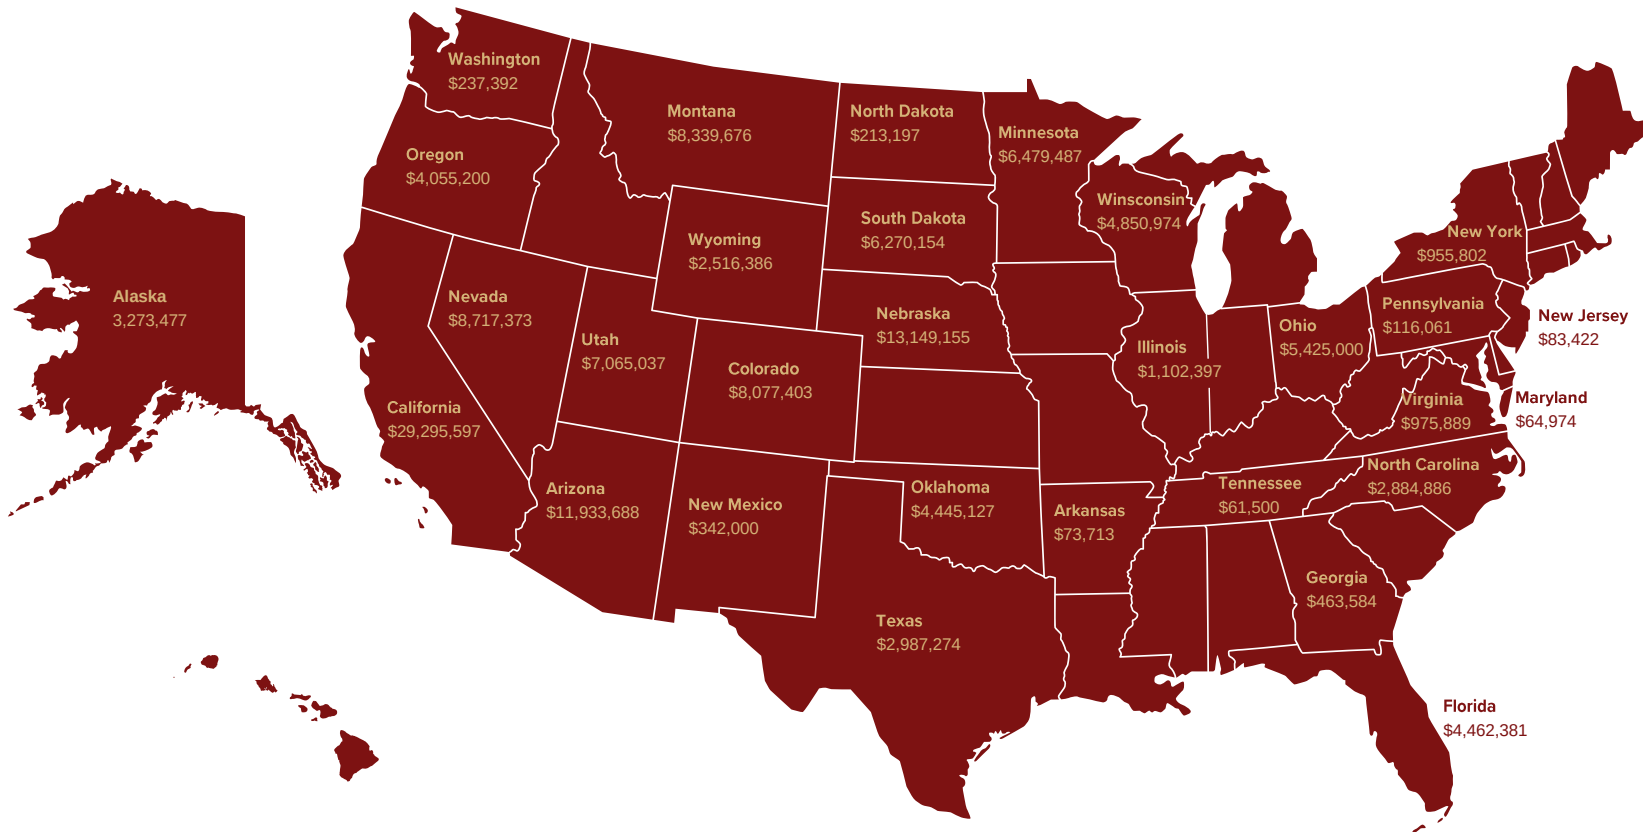 Washington
$237,392
Montana
$8,339,676
North Dakota
$213,197
Minnesota
$6,479,487
Oregon
$4,055,200
Winsconsin
$4,850,974
South Dakota
$6,270,154
New York
$955,802
Wyoming
$2,516,386
Alaska
3,273,477
Nevada
$8,717,373
Nebraska
$13,149,155
Pennsylvania
$116,061
New Jersey
$83,422
Ohio
$5,425,000
Utah
$7,065,037
Illinois
$1,102,397
Colorado
$8,077,403
California
$29,295,597
Virginia
$975,889
Maryland
$64,974
North Carolina
$2,884,886
Arizona
$11,933,688
New Mexico
$342,000
Oklahoma
$4,445,127
Tennessee
$61,500
Arkansas
$73,713
Georgia
$463,584
Texas
$2,987,274
Florida
$4,462,381